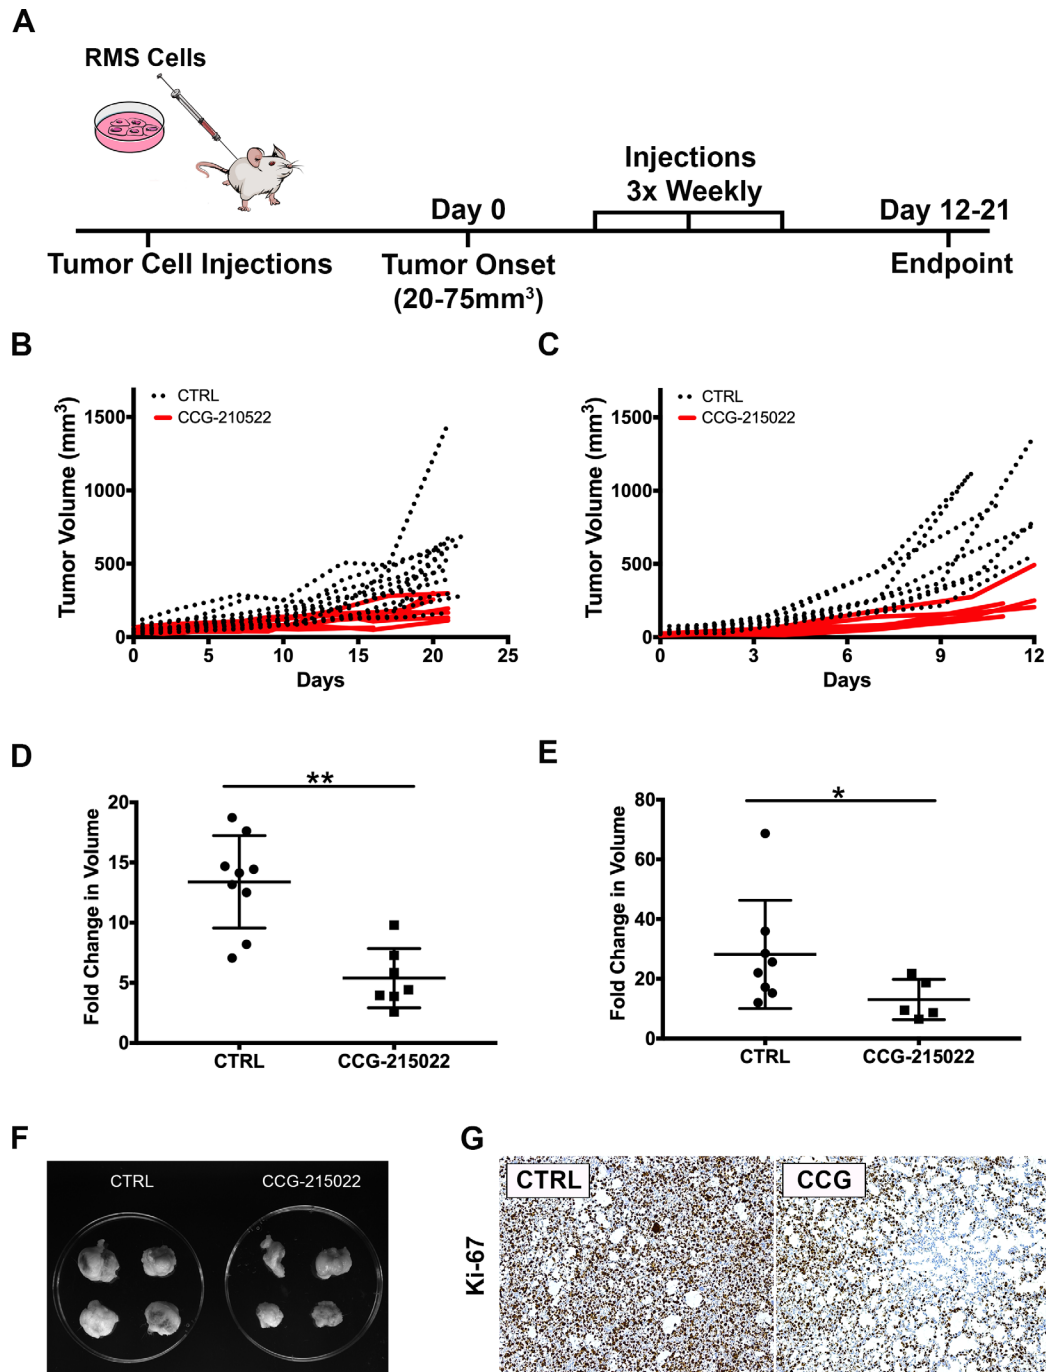 A
RMS Cells
Injections
3x Weekly
Day 0
Day 12-21
Tumor Cell Injections
Tumor Onset
(20-75mm³)
Endpoint
B
CTRL
CCG-210522
Tumor Volume (mm³)
1500
1000
500
0
0 5 10 15 20 25
Days
C
CTRL
CCG-215022
Tumor Volume (mm³)
1500
1000
500
0
0 3 6 9 12
Days
D
**
Fold Change in Volume
20
15
10
5
0
CTRL CCG-215022
E
*
Fold Change in Volume
80
60
40
20
0
CTRL CCG-215022
F
CTRL CCG-215022
G
CTRL CCG
Ki-67